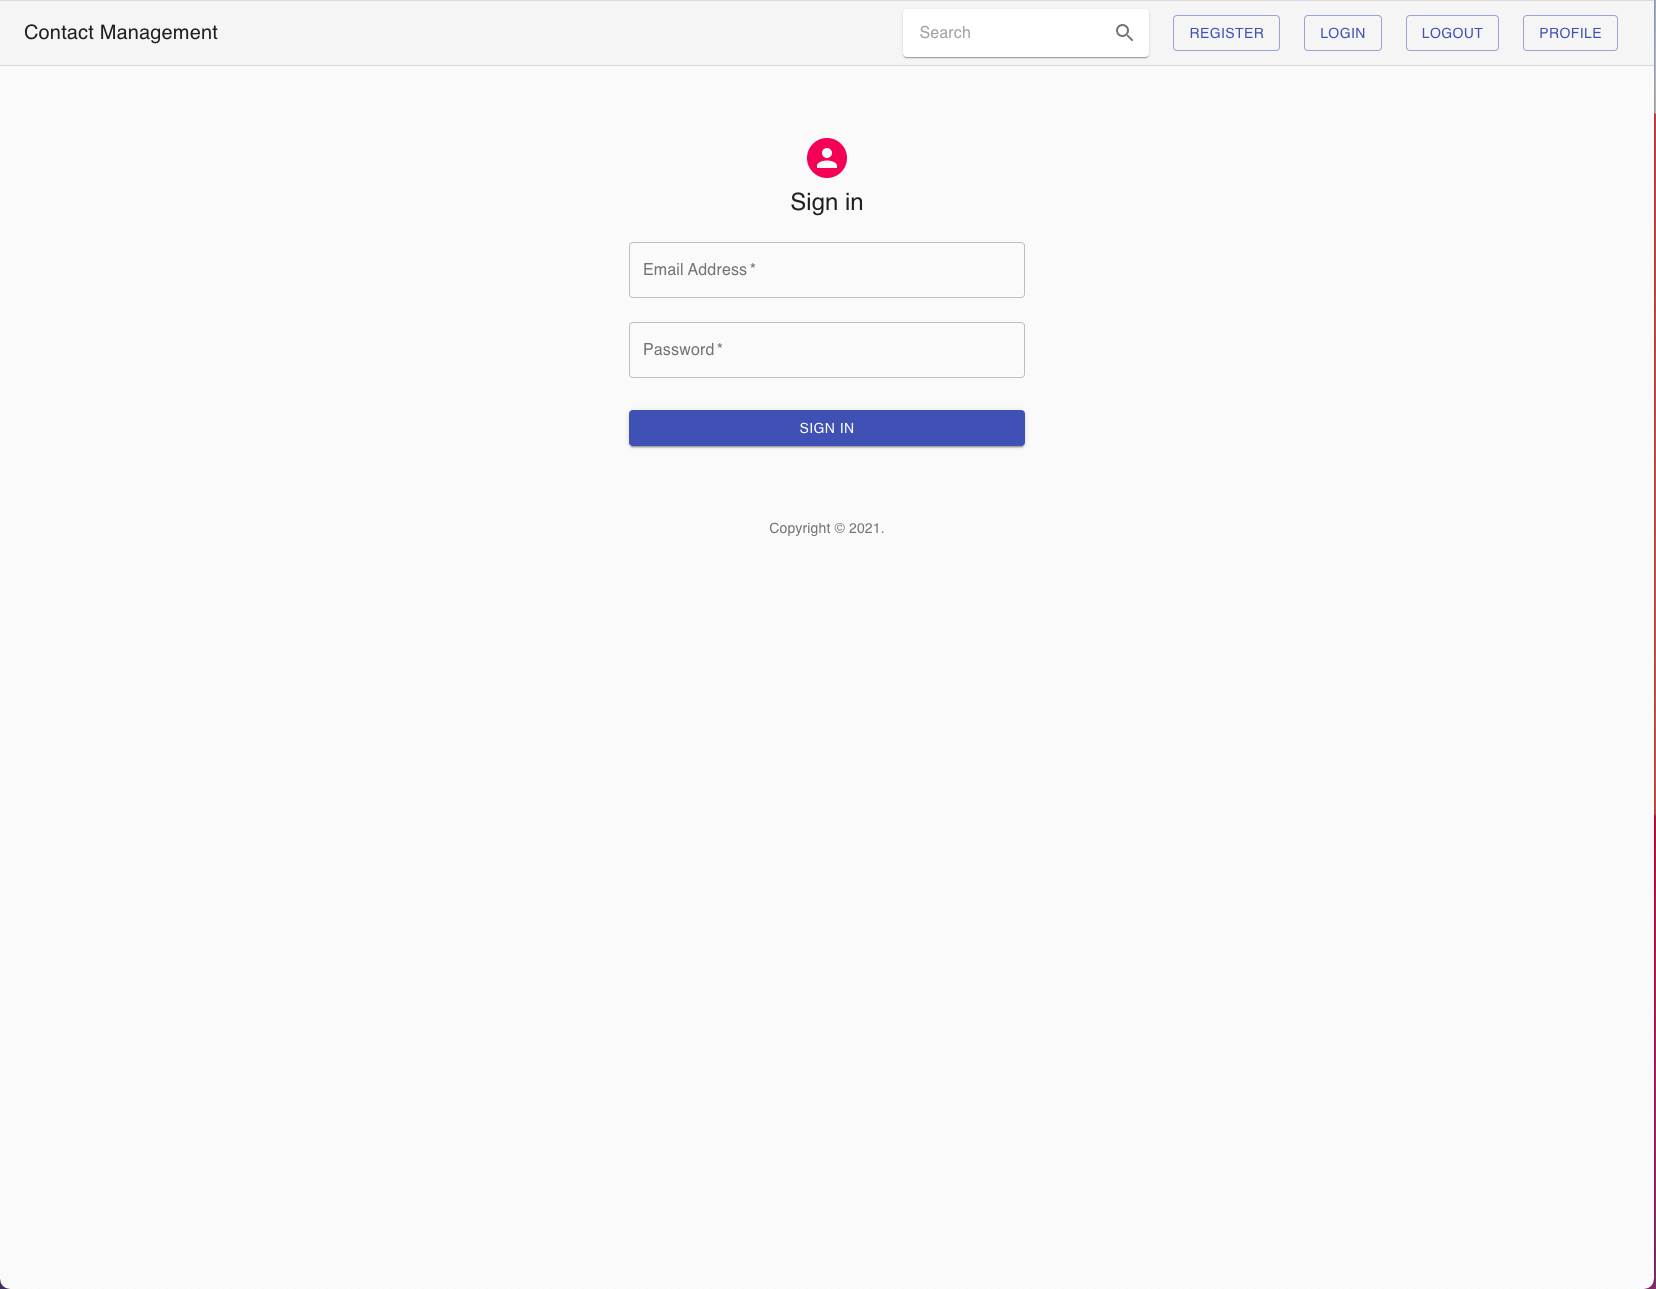 Contact Management
Search
REGISTER
LOGIN
LOGOUT
PROFILE
Sign in
Email Address *
Password *
SIGN IN
Copyright © 2021.